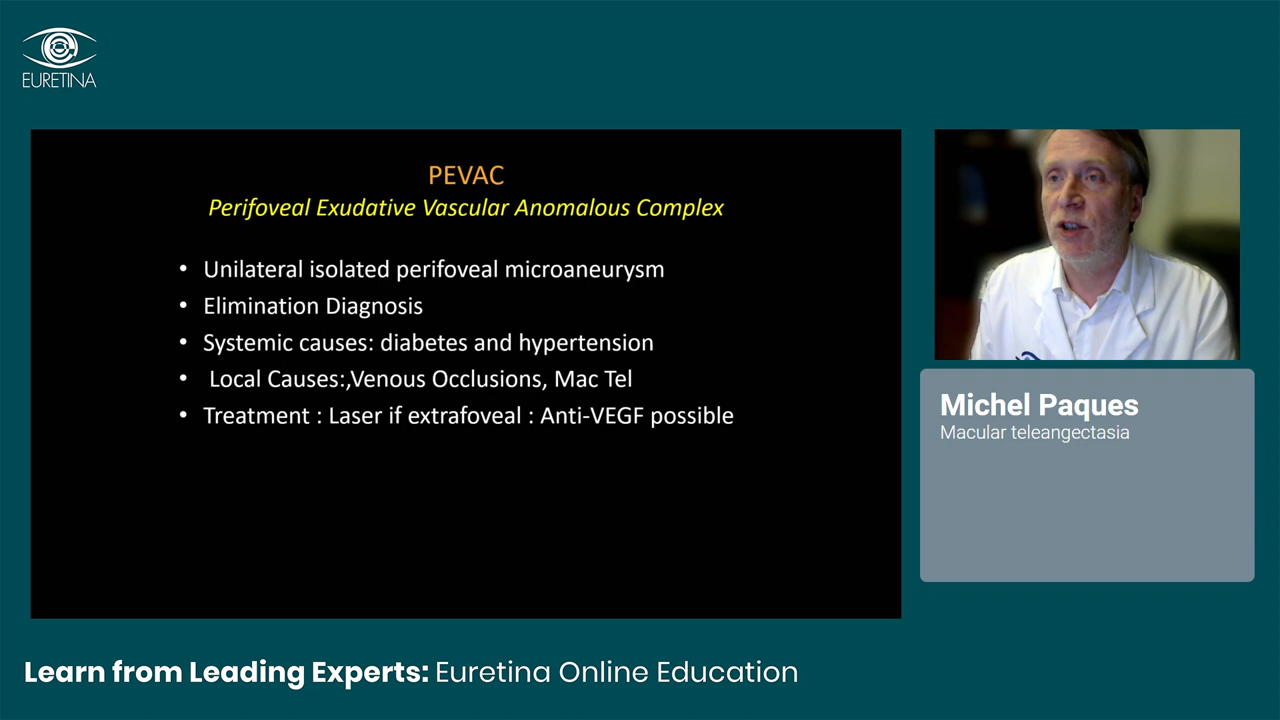 EURETINA
PEVAC
Perifoveal Exudative Vascular Anomalous Complex
• Unilateral isolated perifoveal microaneurysm
• Elimination Diagnosis
• Systemic causes: diabetes and hypertension
• Local Causes:,Venous Occlusions, Mac Tel
• Treatment : Laser if extrafoveal : Anti-VEGF possible
Michel Paques
Macular teleangectasia
Learn from Leading Experts: Euretina Online Education